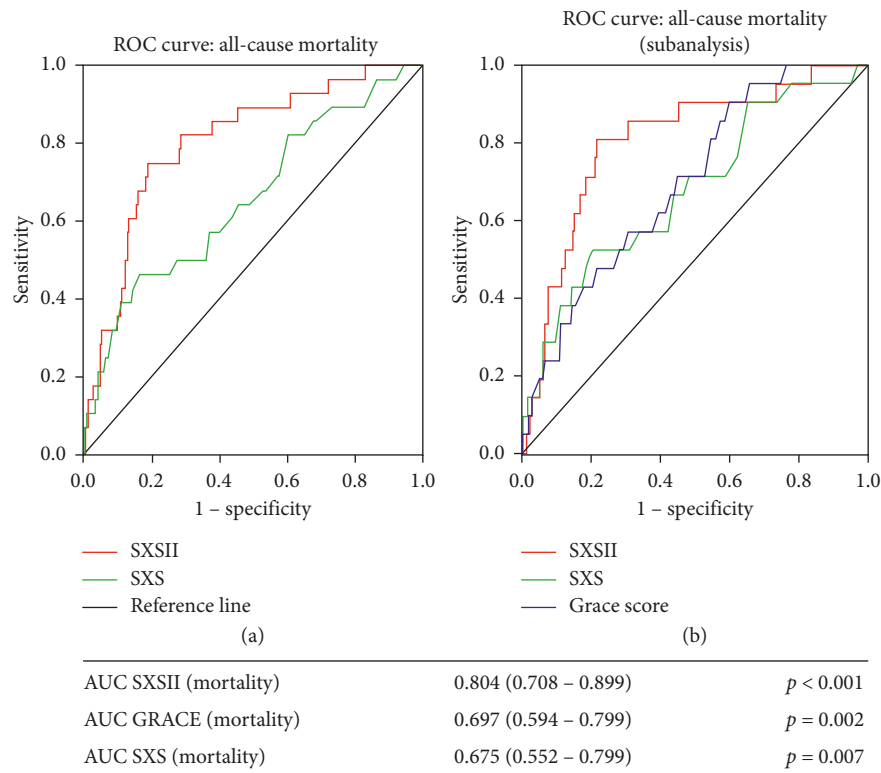 ROC curve: all-cause mortality
1.0
0.8
0.6
0.4
0.2
0.0
Sensitivity
0.0 0.2 0.4 0.6 0.8 1.0
1 – specificity
SXSII
SXS
Reference line
(a)
ROC curve: all-cause mortality
(subanalysis)
1.0
0.8
0.6
0.4
0.2
0.0
Sensitivity
0.0 0.2 0.4 0.6 0.8 1.0
1 – specificity
SXSII
SXS
Grace score
(b)
AUC SXSII (mortality) 0.804 (0.708 – 0.899) p < 0.001
AUC GRACE (mortality) 0.697 (0.594 – 0.799) p = 0.002
AUC SXS (mortality) 0.675 (0.552 – 0.799) p = 0.007